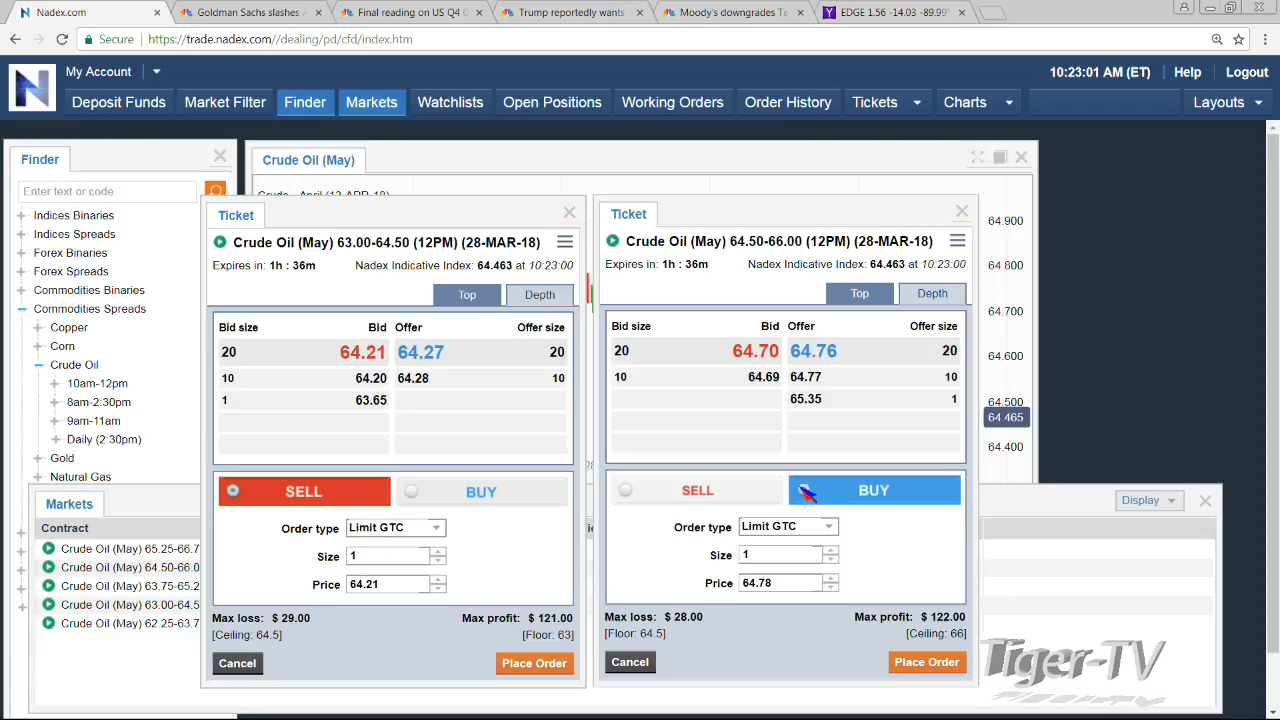 Nadex.com
Goldman Sachs slashes A
Final reading on US Q4 G
Trump reportedly wants
Moody's downgrades Te
EDGE 1.56 -14.03 -89.99%
Secure https://trade.nadex.com//dealing/pd/cfd/index.htm
My Account
10:23:01 AM (ET) Help Logout
Deposit Funds Market Filter Finder Markets Watchlists Open Positions Working Orders Order History Tickets Charts Layouts
Finder
Enter text or code
Indices Binaries
Indices Spreads
Forex Binaries
Forex Spreads
Commodities Binaries
Commodities Spreads
Copper
Corn
Crude Oil
10am-12pm
8am-2:30pm
9am-11am
Daily (2:30pm)
Gold
Natural Gas
Crude Oil (May)
Crude - April (13-APR-18)
64.900
64.800
64.700
64.600
64.500
64.465
64.400
Ticket
Crude Oil (May) 63.00-64.50 (12PM) (28-MAR-18)
Expires in: 1h : 36m Nadex Indicative Index: 64.463 at 10:23:00
Top Depth
Bid size Bid Offer Offer size
20 64.21 64.27 20
10 64.20 64.28 10
1 63.65
SELL BUY
Order type Limit GTC
Size 1
Price 64.21
Max loss: $ 29.00 Max profit: $ 121.00
[Ceiling: 64.5] [Floor: 63]
Cancel Place Order
Ticket
Crude Oil (May) 64.50-66.00 (12PM) (28-MAR-18)
Expires in: 1h : 36m Nadex Indicative Index: 64.463 at 10:23:00
Top Depth
Bid size Bid Offer Offer size
20 64.70 64.76 20
10 64.69 64.77 10
65.35 1
SELL BUY
Order type Limit GTC
Size 1
Price 64.78
Max loss: $ 28.00 Max profit: $ 122.00
[Floor: 64.5] [Ceiling: 66]
Cancel Place Order
Markets
Display
Contract
Crude Oil (May) 65.25-66.7
Crude Oil (May) 64.50-66.0
Crude Oil (May) 63.75-65.2
Crude Oil (May) 63.00-64.5
Crude Oil (May) 62.25-63.7
Tiger-TV